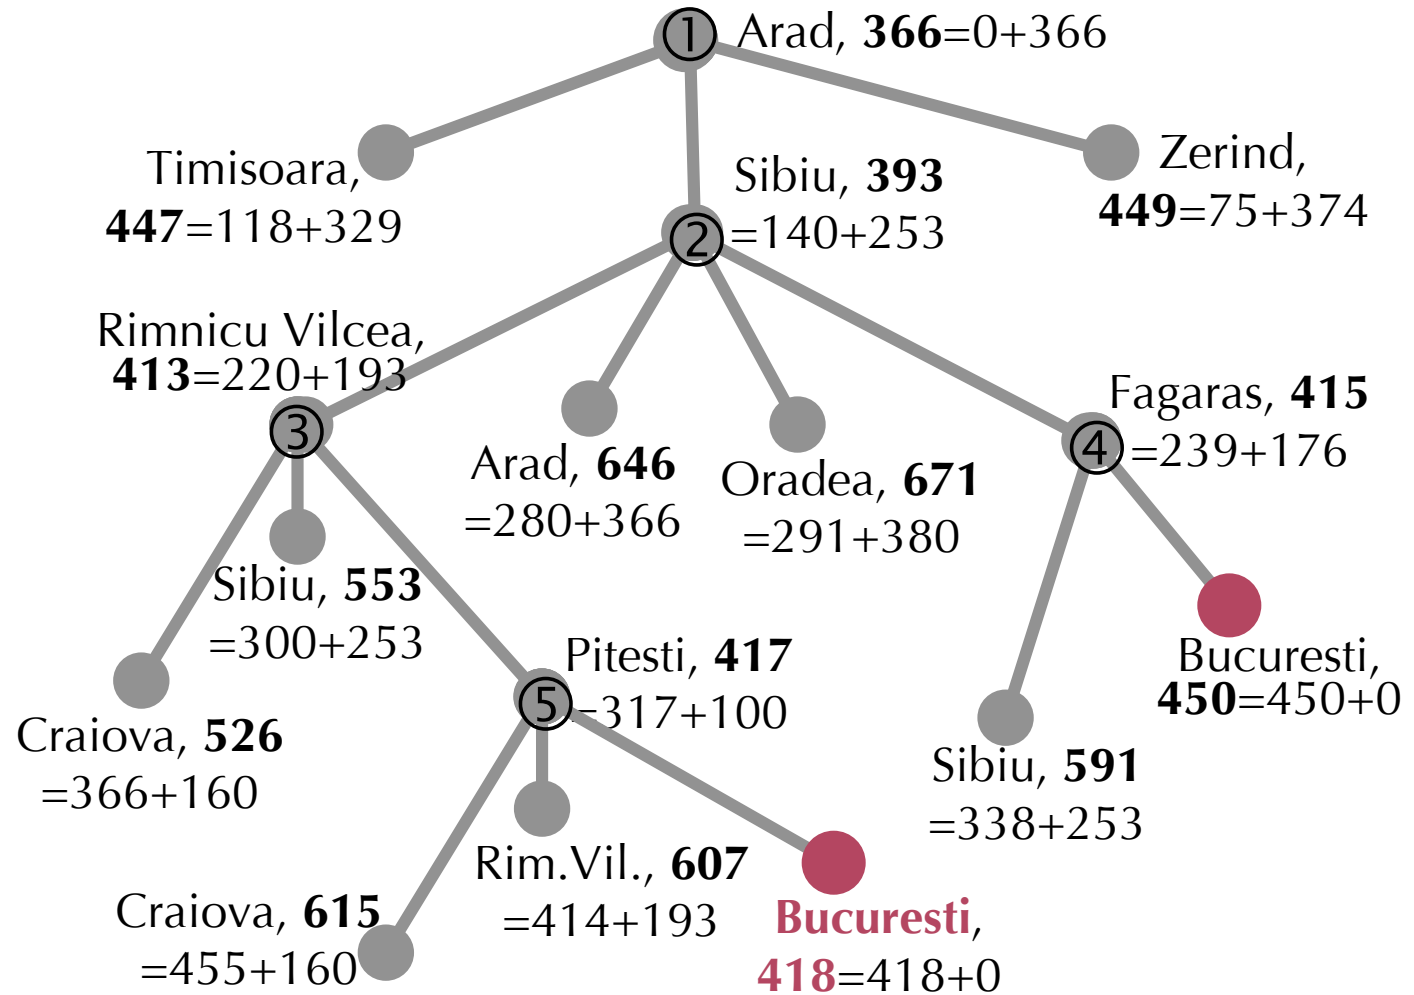 ① Arad, 366=0+366
Timisoara,
447=118+329
Sibiu, 393
② =140+253
Zerind,
449=75+374
Rimnicu Vilcea,
413=220+193
③
Arad, 646
=280+366
Oradea, 671
=291+380
Fagaras, 415
④ =239+176
Sibiu, 553
=300+253
Craiova, 526
=366+160
Pitesti, 417
⑤ =317+100
Bucuresti,
450=450+0
Sibiu, 591
=338+253
Rim.Vil., 607
=414+193
Craiova, 615
=455+160
Bucuresti,
418=418+0